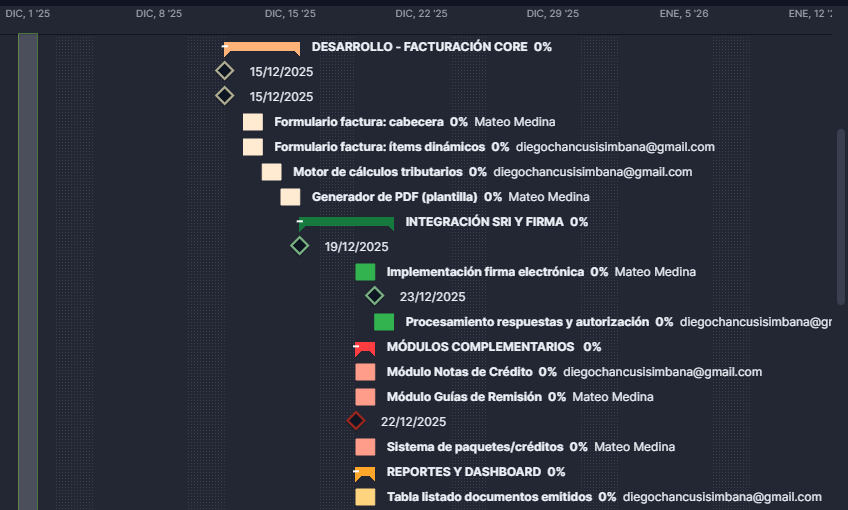 DIC, 1 '25 DIC, 8 '25 DIC, 15 '25 DIC, 22 '25 DIC, 29 '25 ENE, 5 '26 ENE, 12 '
DESARROLLO - FACTURACIÓN CORE 0%
15/12/2025
15/12/2025
Formulario factura: cabecera 0% Mateo Medina
Formulario factura: ítems dinámicos 0% diegochancusisimbana@gmail.com
Motor de cálculos tributarios 0% diegochancusisimbana@gmail.com
Generador de PDF (plantilla) 0% Mateo Medina
INTEGRACIÓN SRI Y FIRMA 0%
19/12/2025
Implementación firma electrónica 0% Mateo Medina
23/12/2025
Procesamiento respuestas y autorización 0% diegochancusisimbana@gr
MÓDULOS COMPLEMENTARIOS 0%
Módulo Notas de Crédito 0% diegochancusisimbana@gmail.com
Módulo Guías de Remisión 0% Mateo Medina
22/12/2025
Sistema de paquetes/créditos 0% Mateo Medina
REPORTES Y DASHBOARD 0%
Tabla listado documentos emitidos 0% diegochancusisimbana@gmail.com